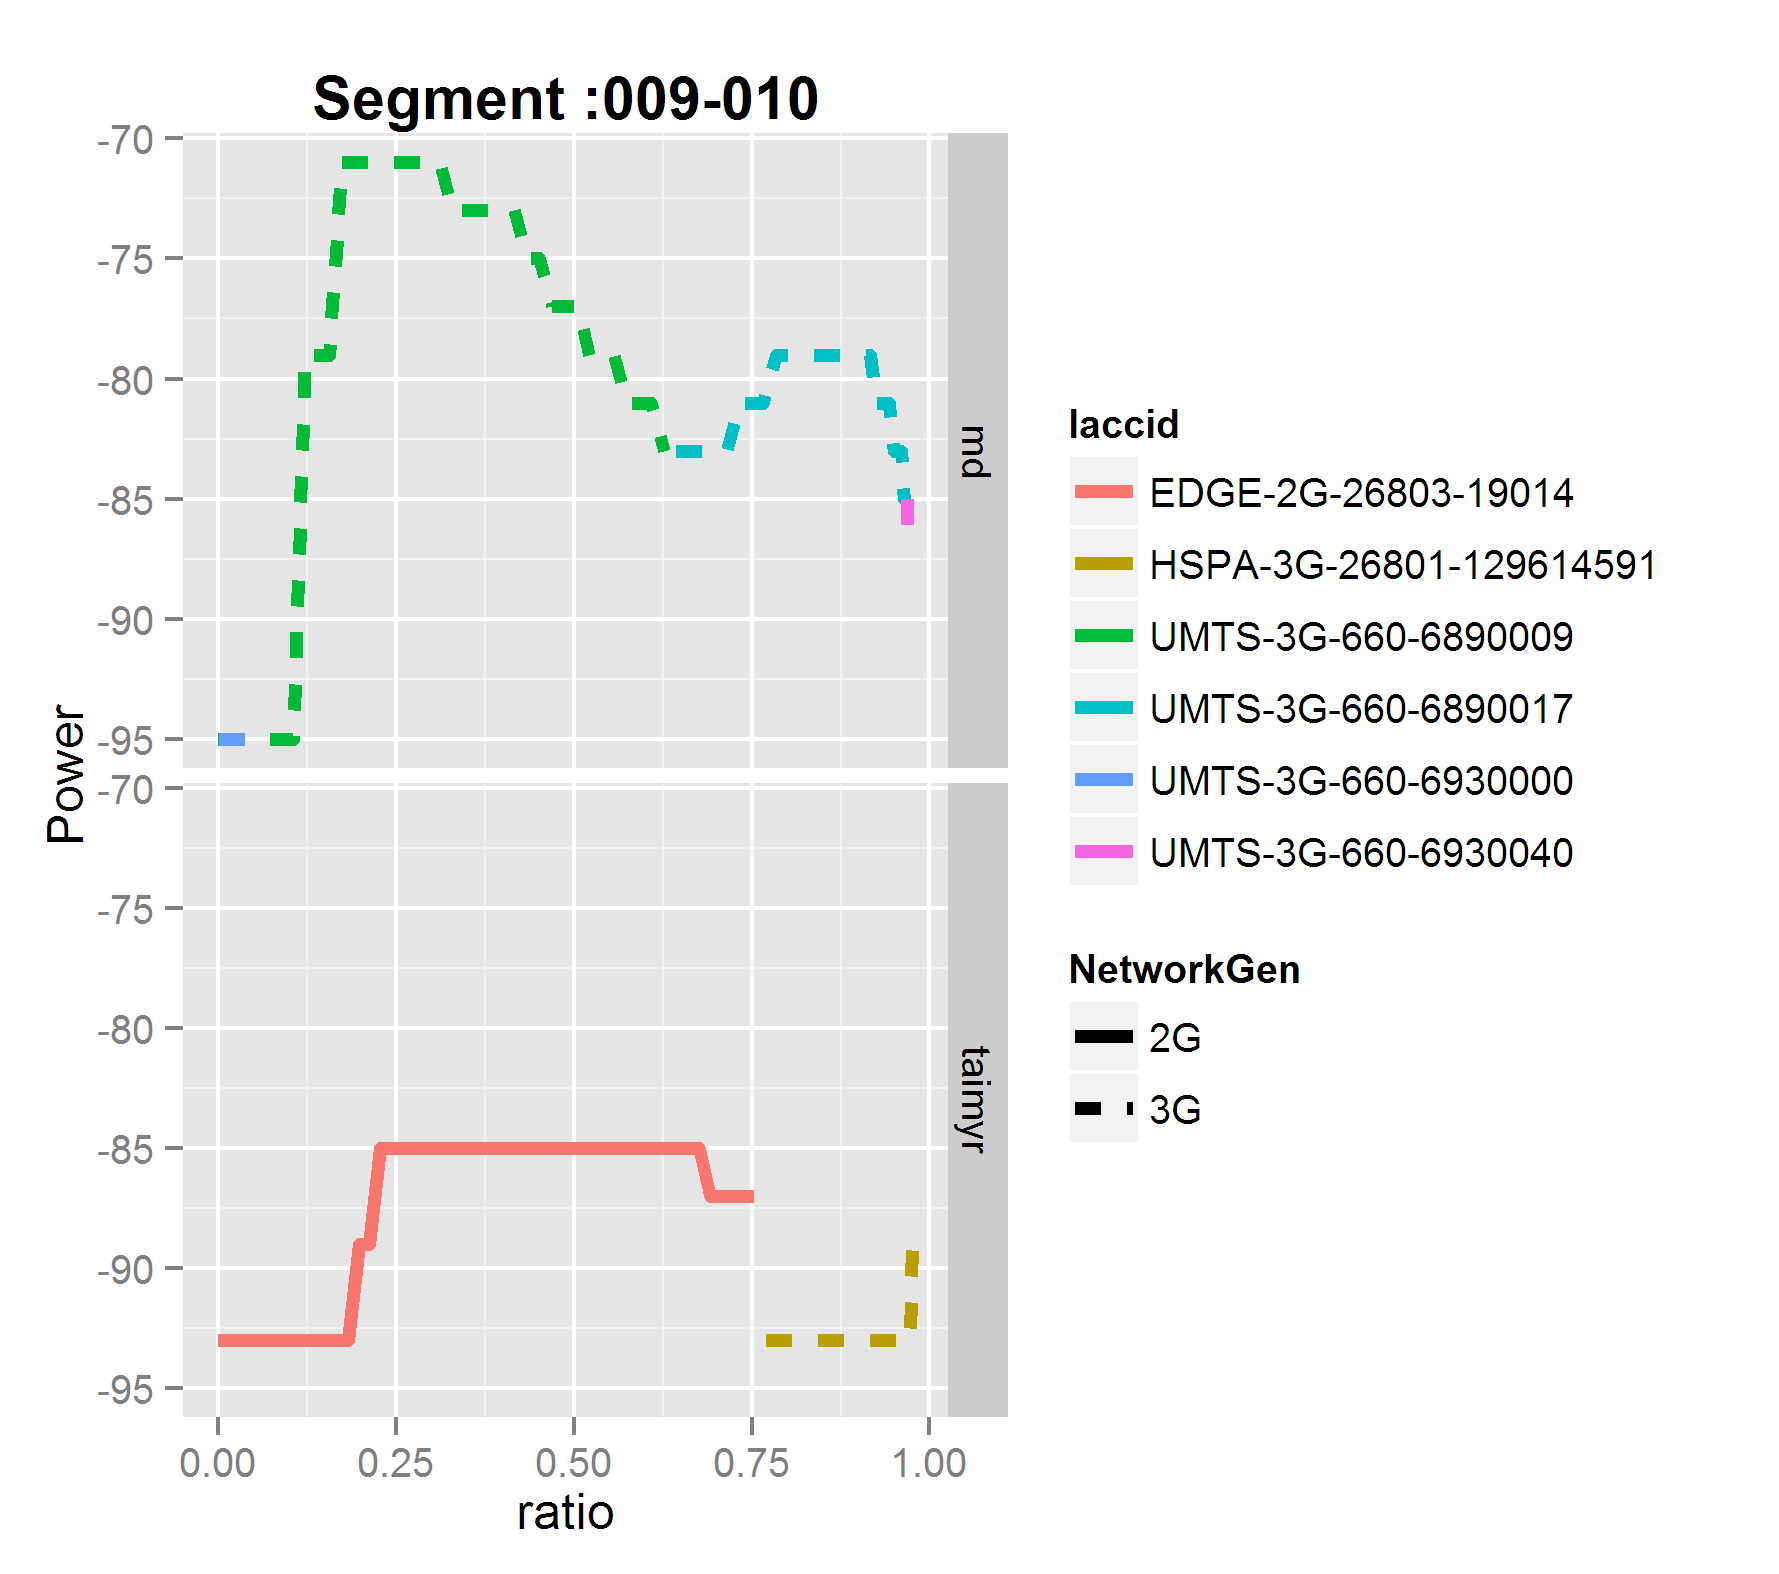 Segment :009-010
-70
-75
-80
-85
-90
-95
md
-70
-75
-80
-85
-90
-95
taimyr
Power
0.00 0.25 0.50 0.75 1.00
ratio
laccid
EDGE-2G-26803-19014
HSPA-3G-26801-129614591
UMTS-3G-660-6890009
UMTS-3G-660-6890017
UMTS-3G-660-6930000
UMTS-3G-660-6930040
NetworkGen
2G
3G